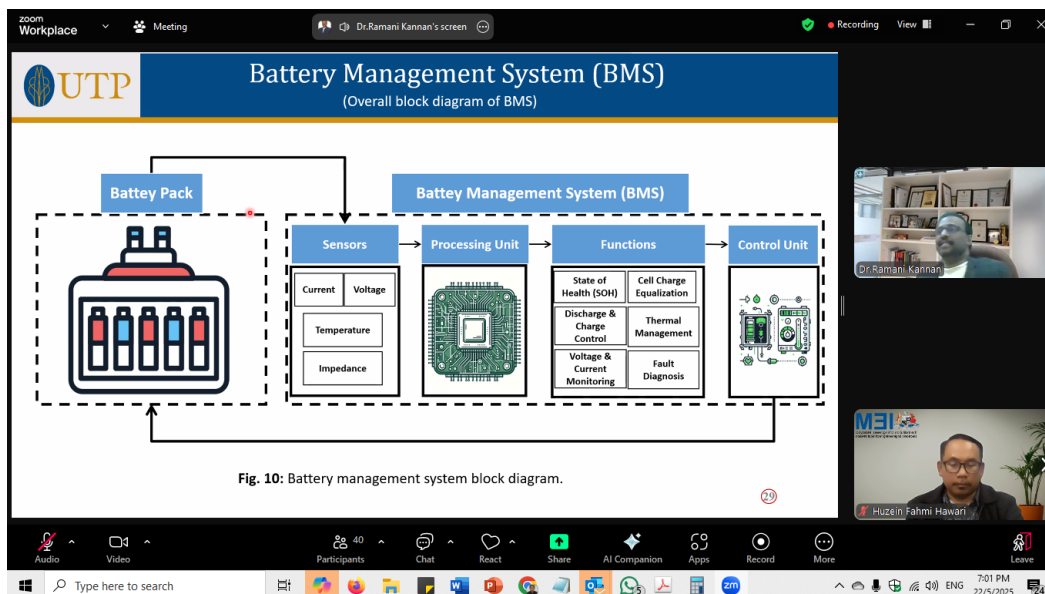 zoom
Workplace
Meeting
Dr.Ramani Kannan's screen
Recording
View
UTP
Battery Management System (BMS)
(Overall block diagram of BMS)
Battey Pack
Battey Management System (BMS)
Sensors
Processing Unit
Functions
Control Unit
Current
Voltage
Temperature
Impedance
State of
Health (SOH)
Cell Charge
Equalization
Discharge &
Charge
Control
Thermal
Management
Voltage &
Current
Monitoring
Fault
Diagnosis
Fig. 10: Battery management system block diagram.
29
Dr.Ramani Kannan
Huzein Fahmi Hawari
Audio
Video
40
Participants
Chat
React
Share
AI Companion
Apps
Record
More
Leave
Type here to search
5
zm
ENG
7:01 PM
22/5/2025
24